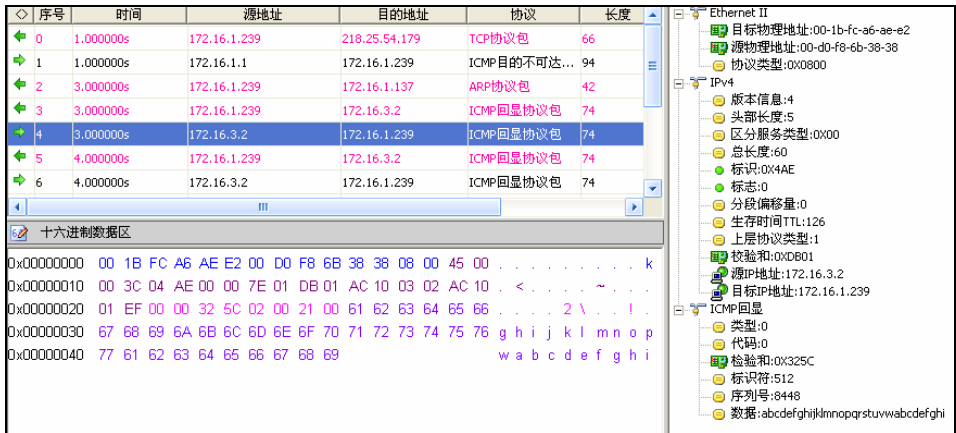 ◇ 序号 时间 源地址 目的地址 协议 长度
0 1.000000s 172.16.1.239 218.25.54.179 TCP协议包 66
1 1.000000s 172.16.1.1 172.16.1.239 ICMP目的不可达... 94
2 3.000000s 172.16.1.239 172.16.1.137 ARP协议包 42
3 3.000000s 172.16.1.239 172.16.3.2 ICMP回显协议包 74
4 3.000000s 172.16.3.2 172.16.1.239 ICMP回显协议包 74
5 4.000000s 172.16.1.239 172.16.3.2 ICMP回显协议包 74
6 4.000000s 172.16.3.2 172.16.1.239 ICMP回显协议包 74
十六进制数据区
0x00000000 00 1B FC A6 AE E2 00 D0 F8 6B 38 38 08 00 45 00 . . . . . . . . . k
0x00000010 00 3C 04 AE 00 00 7E 01 DB 01 AC 10 03 02 AC 10 . < . . . . ~ . . .
0x00000020 01 EF 00 00 32 5C 02 00 21 00 61 62 63 64 65 66 . . . . 2 \ . . ! .
0x00000030 67 68 69 6A 6B 6C 6D 6E 6F 70 71 72 73 74 75 76 g h i j k l m n o p
0x00000040 77 61 62 63 64 65 66 67 68 69 w a b c d e f g h i
Ethernet II
目标物理地址:00-1b-fc-a6-ae-e2
源物理地址:00-d0-f8-6b-38-38
协议类型:0X0800
IPv4
版本信息:4
头部长度:5
区分服务类型:0X00
总长度:60
标识:0X4AE
标志:0
分段偏移量:0
生存时间TTL:126
上层协议类型:1
校验和:0XDB01
源IP地址:172.16.3.2
目标IP地址:172.16.1.239
ICMP回显
类型:0
代码:0
检验和:0X325C
标识符:512
序列号:8448
数据:abcdefghijklmnopqrstuvwabcdefghi